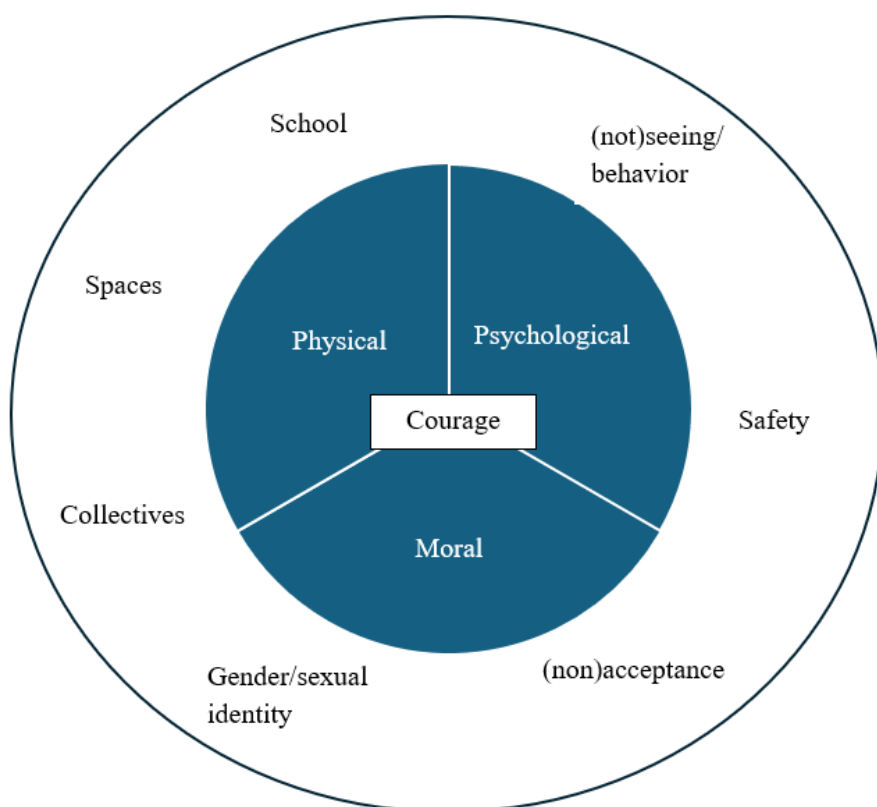 School
(not)seeing/
behavior
Spaces
Physical
Psychological
Courage
Safety
Collectives
Moral
Gender/sexual
identity
(non)acceptance